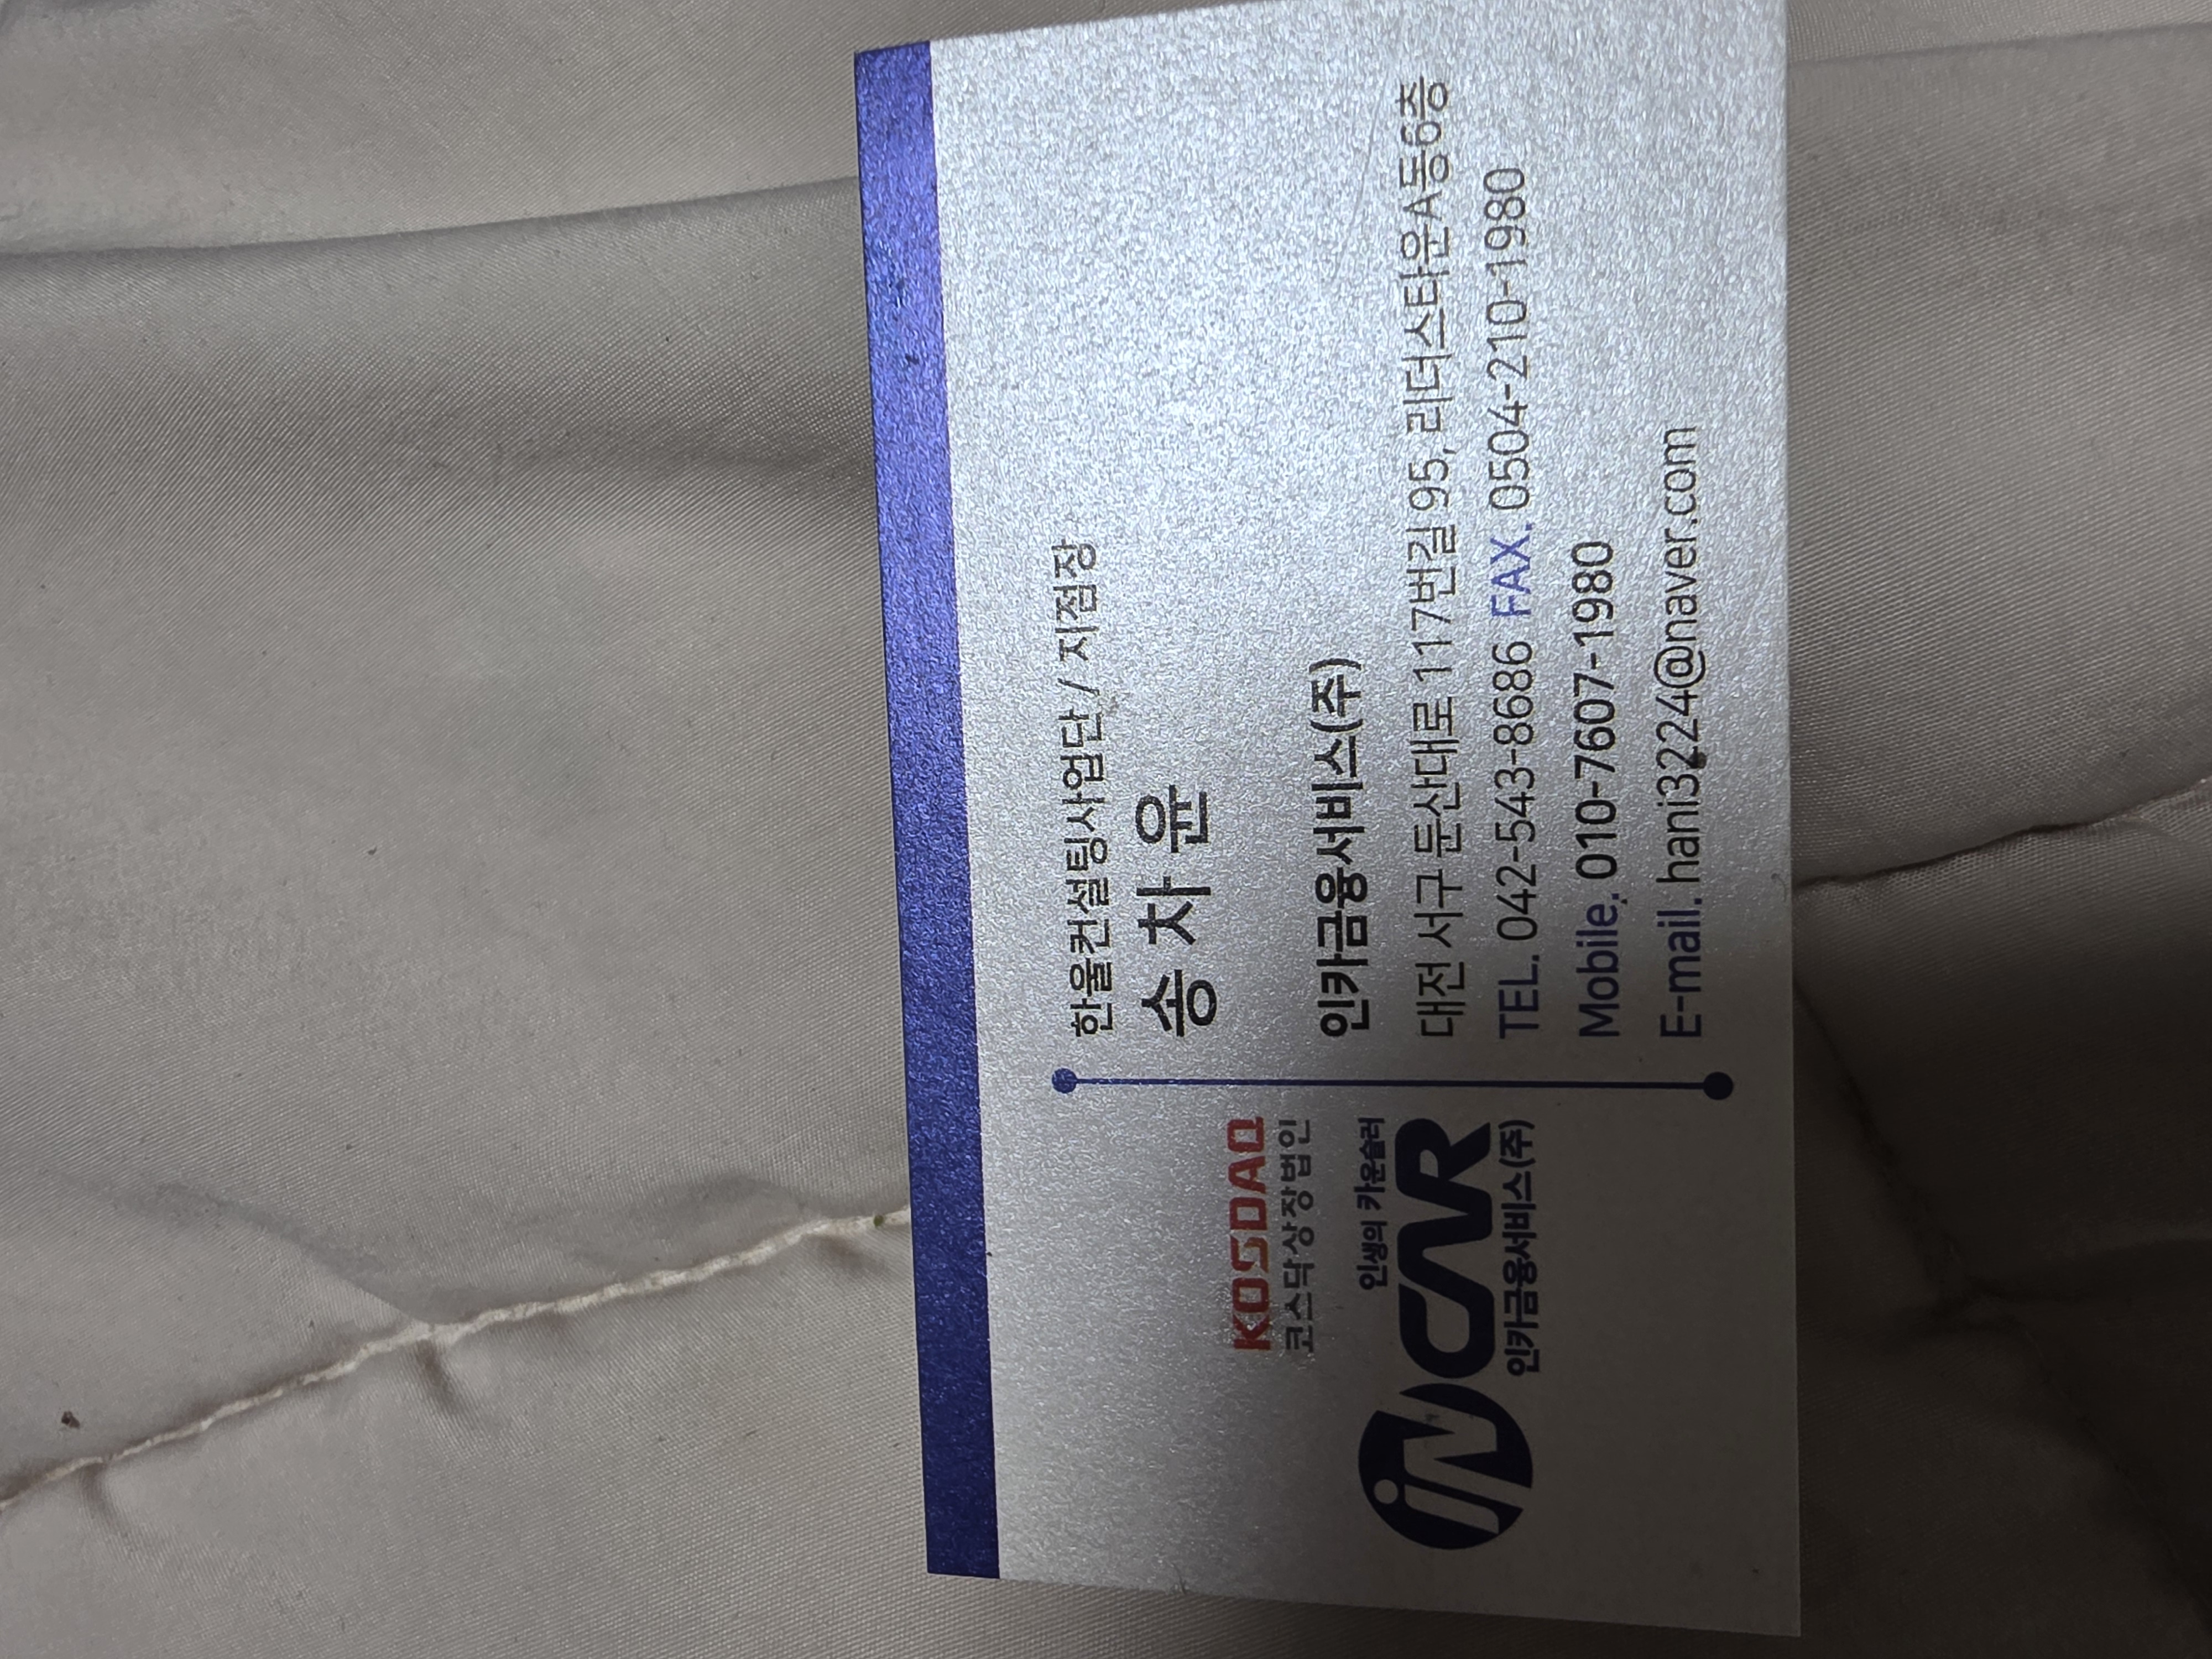 한울컨설팅사업단 / 지점장
송차윤
인카금융서비스(주)
대전 서구 둔산대로 117번길 95, 리더스타운A동6층
TEL. 042-543-8686 FAX. 0504-210-1980
Mobile. 010-7607-1980
E-mail. hani3224@naver.com
KOSDAQ
코스닥상장법인
인생의 카운슬러
iN CAR
인카금융서비스(주)